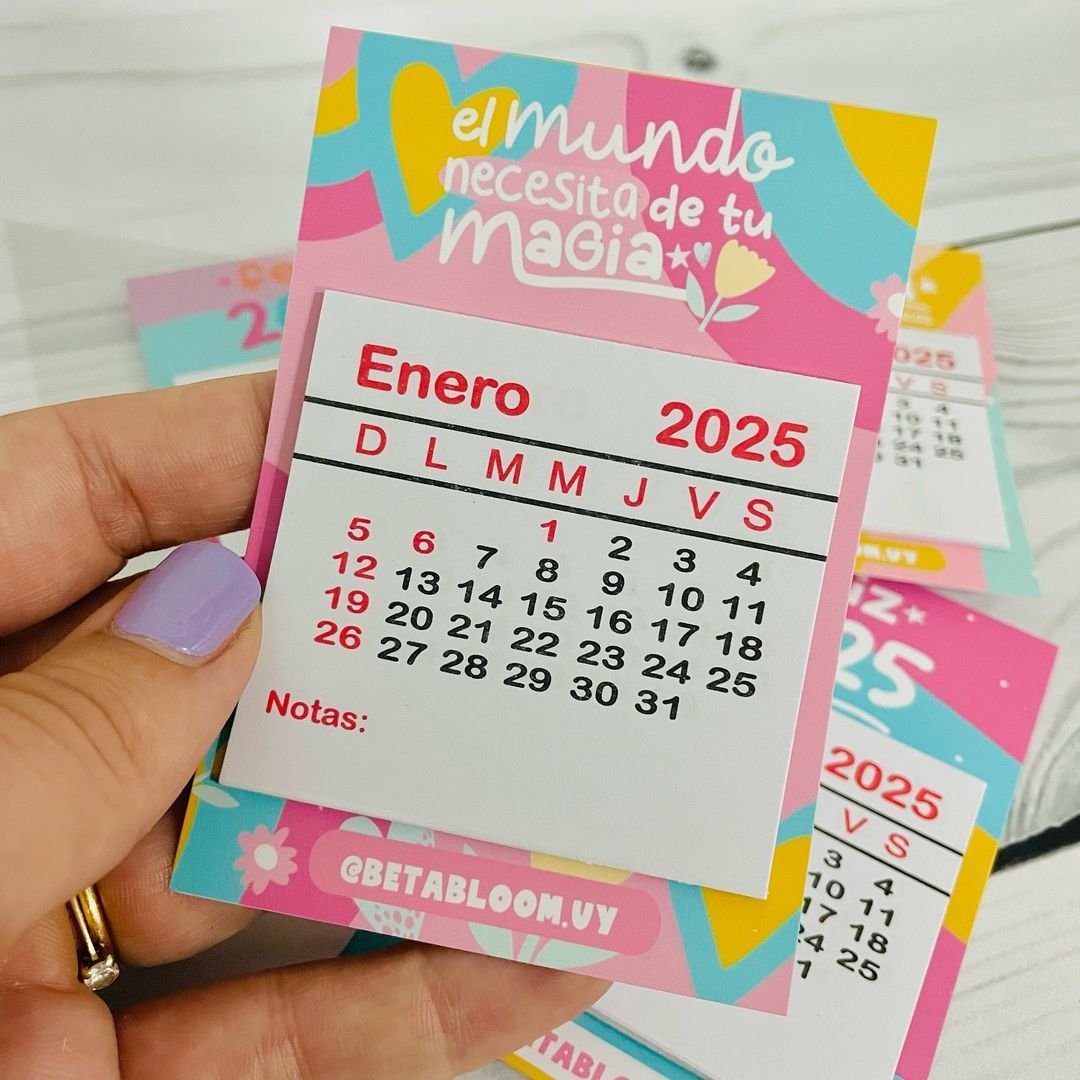 el mundo
necesita de tu
magia
Enero 2025
D L M M J V S
1 2 3 4
5 6 7 8 9 10 11
12 13 14 15 16 17 18
19 20 21 22 23 24 25
26 27 28 29 30 31
Notas:
@BETABLOOM.UY
2025
V S
3 4
10 11
17 18
24 25
31
25
2025
V S
3 4
10 11
17 18
25